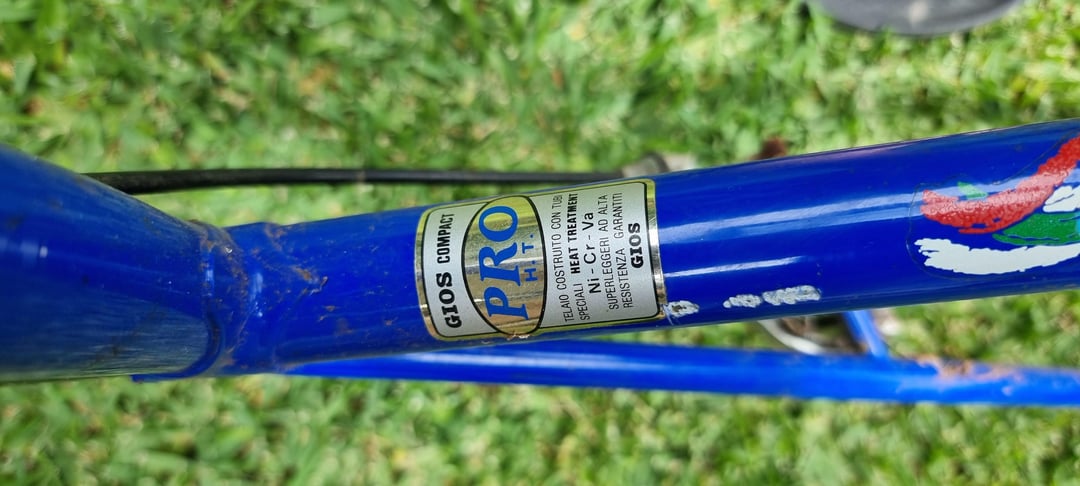 GIOS COMPACT
PRO
H.T.
TELAIO COSTRUITO CON TUBI
SPECIALI HEAT TREATMENT
Ni - Cr - Va
SUPERLEGGERI AD ALTA
RESISTENZA GARANTITI
GIOS